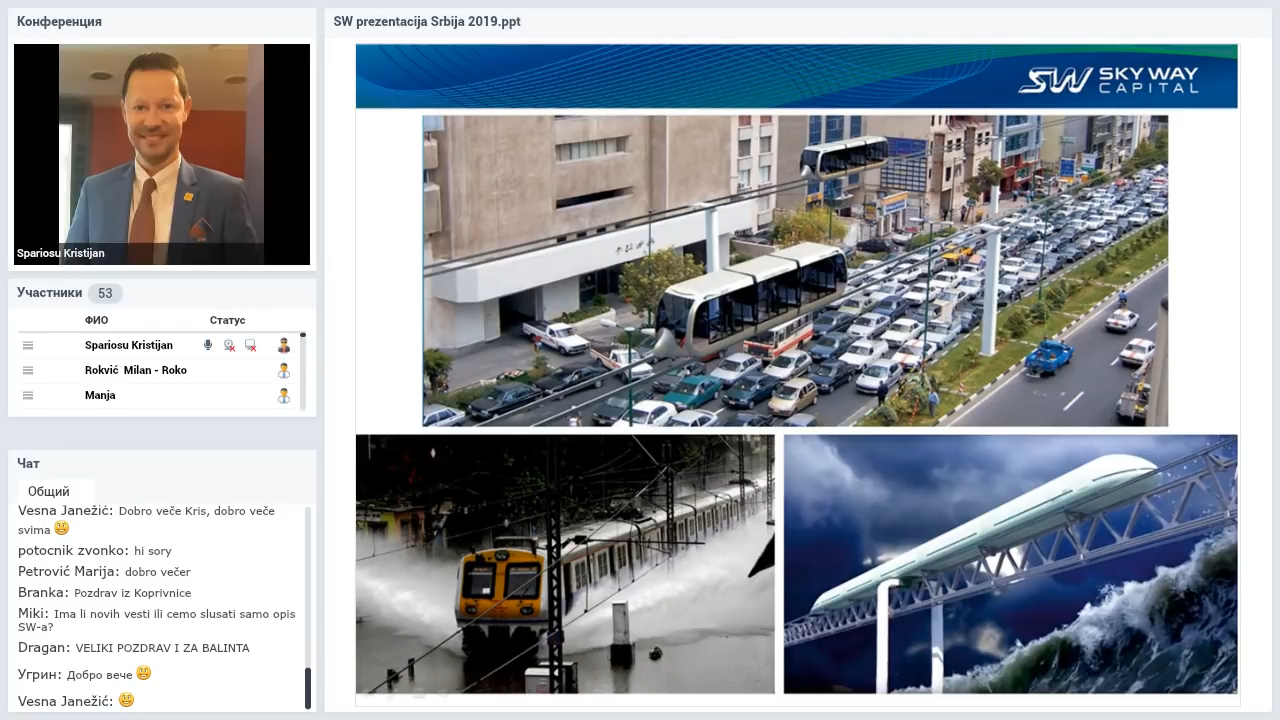 Конференция
Spariosu Kristijan
Участники 53
ФИО Статус
Spariosu Kristijan
Rokvić Milan - Roko
Manja
Чат
Общий
Vesna Janežić: Dobro veče Kris, dobro veče
svima
potocnik zvonko: hi sory
Petrović Marija: dobro večer
Branka: Pozdrav iz Koprivnice
Miki: Ima li novih vesti ili cemo slusati samo opis
SW-a?
Dragan: VELIKI POZDRAV I ZA BALINTA
Угрин: Добро вече
Vesna Janežić:
SW prezentacija Srbija 2019.ppt
SW SKY WAY
CAPITAL